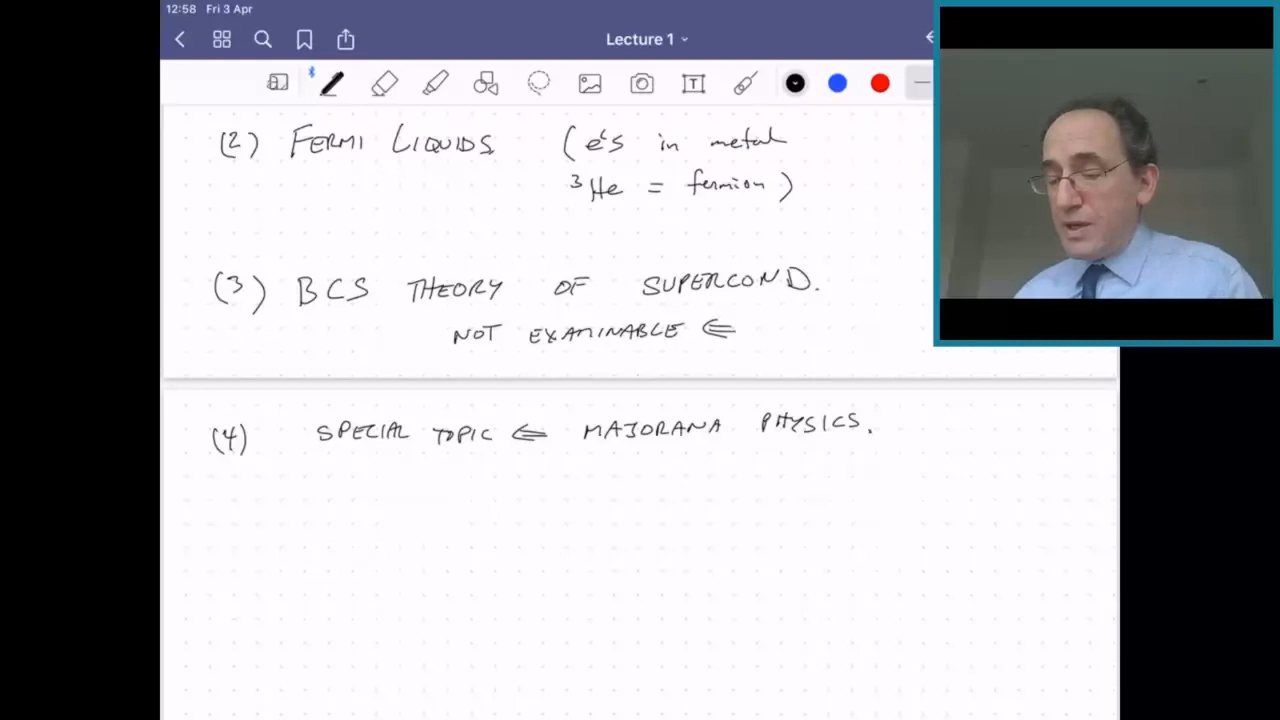 12:58 Fri 3 Apr
Lecture 1
T
(2) FERMI LIQUIDS (e's in metal
³He = fermion)
(3) BCS THEORY OF SUPERCOND.
NOT EXAMINABLE ⇐
(4) SPECIAL TOPIC ⇐ MAJORANA PHYSICS.